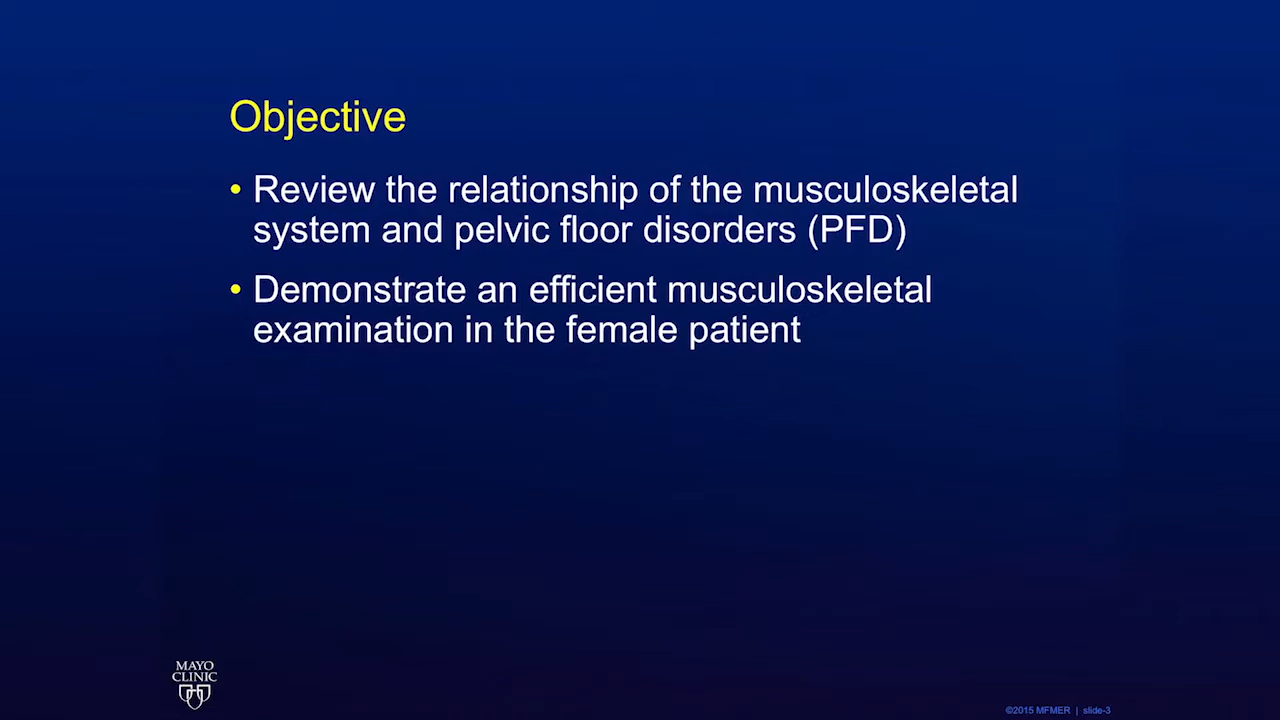 Objective
• Review the relationship of the musculoskeletal
system and pelvic floor disorders (PFD)
• Demonstrate an efficient musculoskeletal
examination in the female patient
MAYO
CLINIC
©2015 MFMER | slide-3